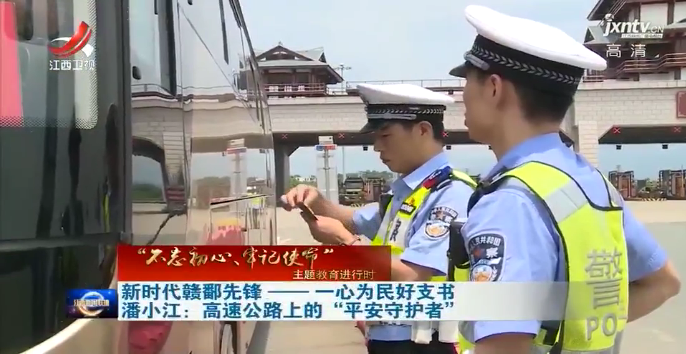 江西卫视
jxntv.cn
高清
"不忘初心、牢记使命"
主题教育进行时
新时代赣鄱先锋 —— 一心为民好支书
潘小江：高速公路上的“平安守护者”
警
PO